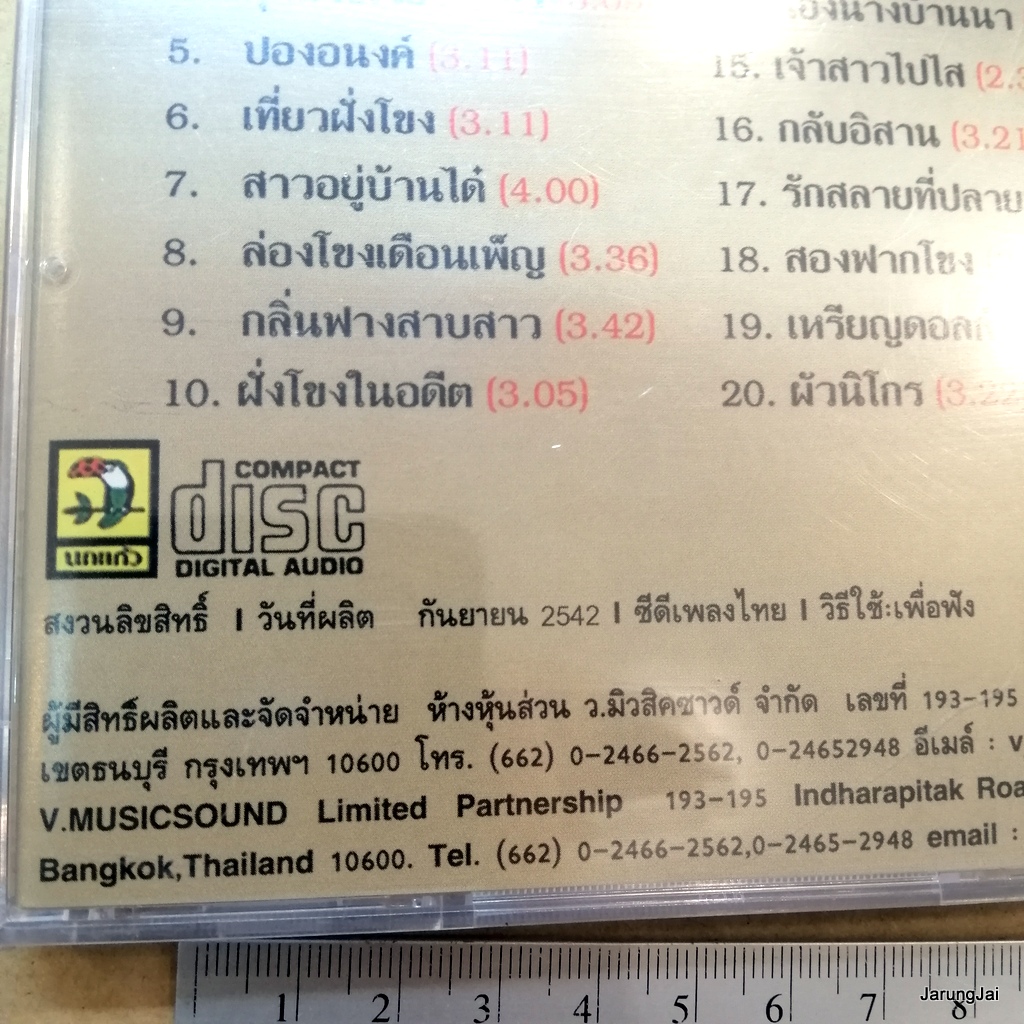 5. ปองอนงค์ (3.11)
6. เที่ยวฝั่งโขง (3.11)
7. สาวอยู่บ้านได๋ (4.00)
8. ล่องโขงเดือนเพ็ญ (3.36)
9. กลิ่นฟางสาบสาว (3.42)
10. ฝั่งโขงในอดีต (3.05)
15. เจ้าสาวไปไส
16. กลับอิสาน (3.21
17. รักสลายที่ปลาย
18. สองฟากโขง
19. เหรียญดอล
20. ผัวนิโกร (3.22
นกแก้ว
COMPACT
disc
DIGITAL AUDIO
สงวนลิขสิทธิ์ I วันที่ผลิต กันยายน 2542 I ซีดีเพลงไทย I วิธีใช้:เพื่อฟัง
ผู้มีสิทธิ์ผลิตและจัดจำหน่าย ห้างหุ้นส่วน ว.มิวสิคซาวด์ จำกัด เลขที่ 193-195
เขตธนบุรี กรุงเทพฯ 10600 โทร. (662) 0-2466-2562, 0-24652948 อีเมล์ : v
V.MUSICSOUND Limited Partnership 193-195 Indharapitak Roa
Bangkok,Thailand 10600. Tel. (662) 0-2466-2562,0-2465-2948 email :
1 2 3 4 5 6 7 8
JarungJai